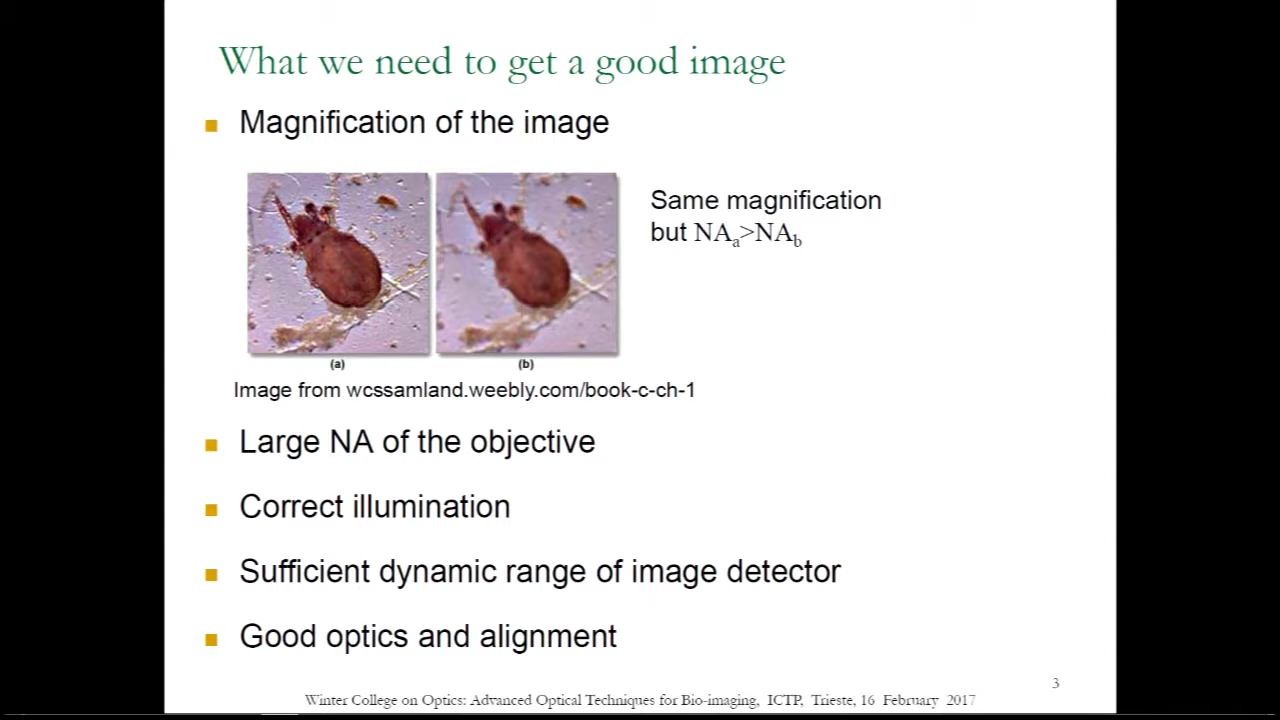 What we need to get a good image
Magnification of the image
Same magnification
but NAa>NAb
(a) (b)
Image from wcssamland.weebly.com/book-c-ch-1
Large NA of the objective
Correct illumination
Sufficient dynamic range of image detector
Good optics and alignment
3
Winter College on Optics: Advanced Optical Techniques for Bio-imaging, ICTP, Trieste, 16 February 2017